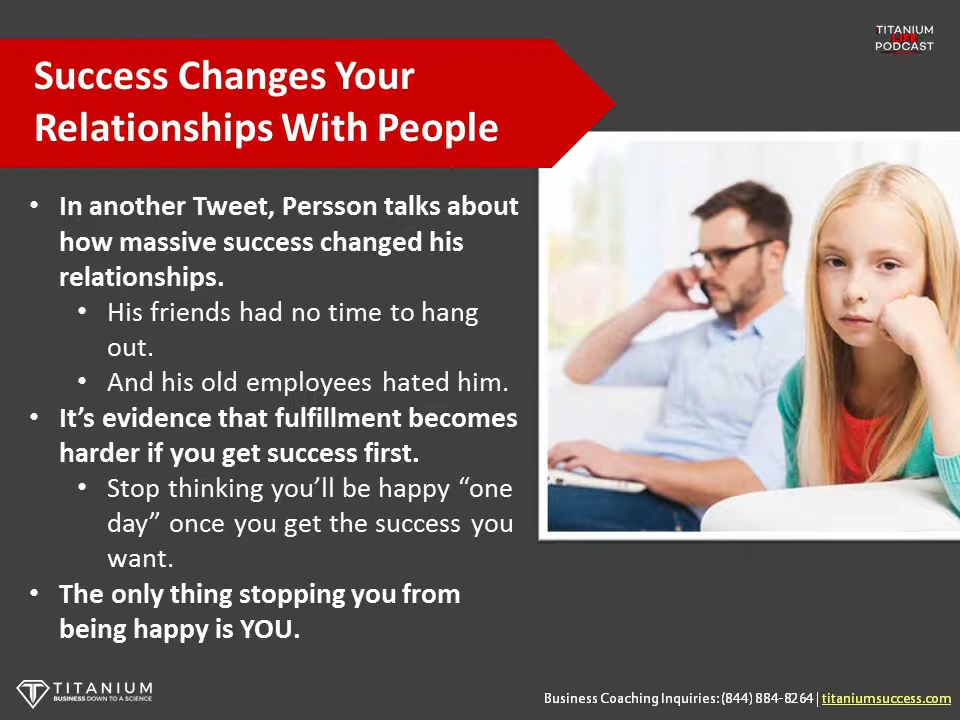 TITANIUM
LIFE
PODCAST
Success Changes Your
Relationships With People
• In another Tweet, Persson talks about
how massive success changed his
relationships.
• His friends had no time to hang
out.
• And his old employees hated him.
• It’s evidence that fulfillment becomes
harder if you get success first.
• Stop thinking you’ll be happy “one
day” once you get the success you
want.
• The only thing stopping you from
being happy is YOU.
TITANIUM
BUSINESS DOWN TO A SCIENCE
Business Coaching Inquiries: (844) 884-8264 | titaniumsuccess.com